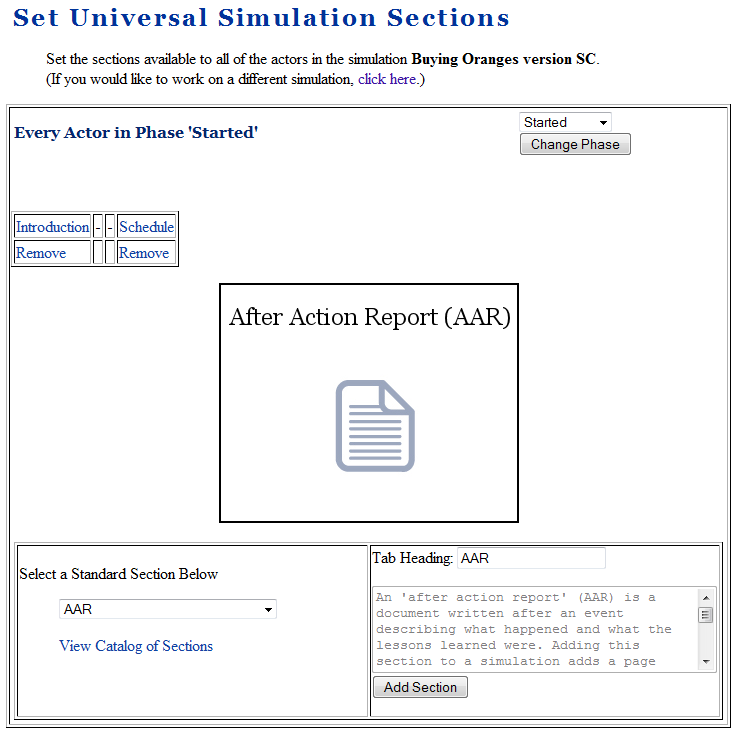 Set Universal Simulation Sections
Set the sections available to all of the actors in the simulation Buying Oranges version SC.
(If you would like to work on a different simulation, click here.)
Every Actor in Phase 'Started'
Started
Change Phase
Introduction - - Schedule
Remove Remove
After Action Report (AAR)
Select a Standard Section Below
AAR
View Catalog of Sections
Tab Heading: AAR
An 'after action report' (AAR) is a
document written after an event
describing what happened and what the
lessons learned were. Adding this
section to a simulation adds a page
Add Section